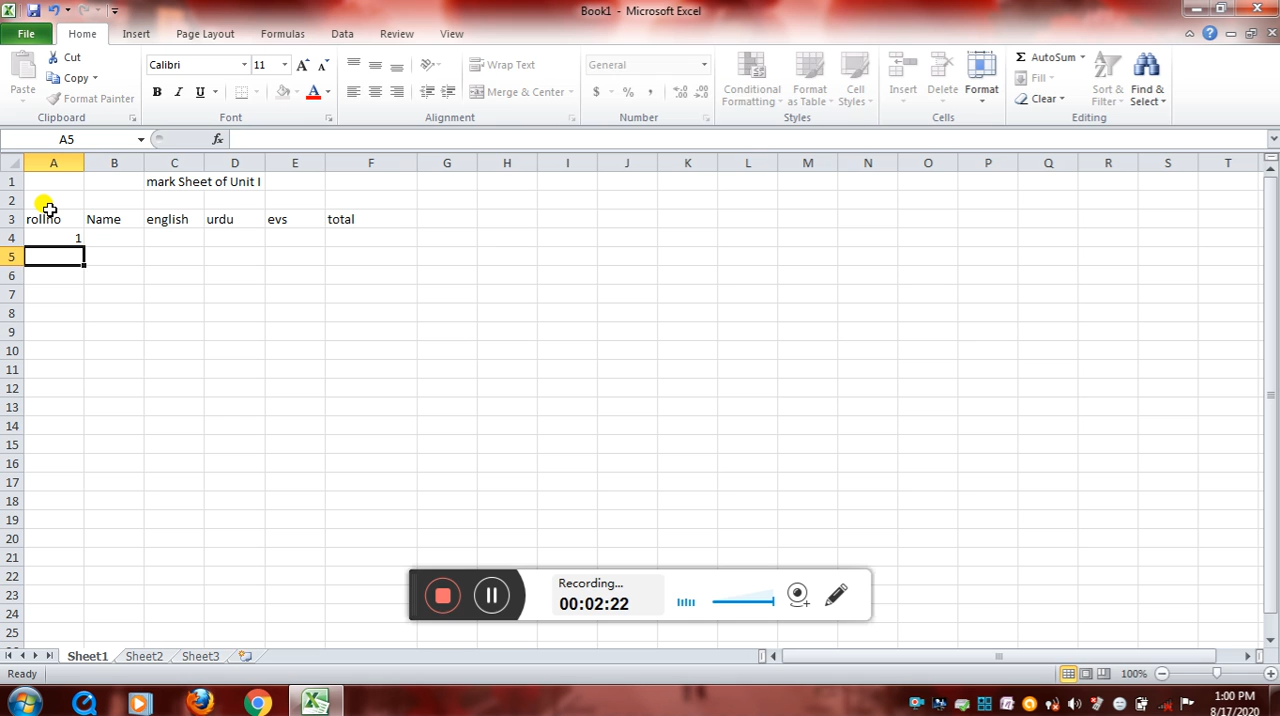 Book1 - Microsoft Excel
File Home Insert Page Layout Formulas Data Review View
Cut
Copy
Format Painter
Paste
Clipboard
Calibri 11
B I U
Font
Wrap Text
Merge & Center
Alignment
General
$ % ,
Number
Conditional Formatting
Format as Table
Cell Styles
Styles
Insert Delete Format
Cells
AutoSum
Fill
Clear
Sort & Filter
Find & Select
Editing
A5 fx
A B C D E F G H I J K L M N O P Q R S T
1 mark Sheet of Unit I
2
3 rollno Name english urdu evs total
4 1
5
6
7
8
9
10
11
12
13
14
15
16
17
18
19
20
21
22
23
24
25
Recording...
00:02:22
Sheet1 Sheet2 Sheet3
Ready 100%
1:00 PM
8/17/2020